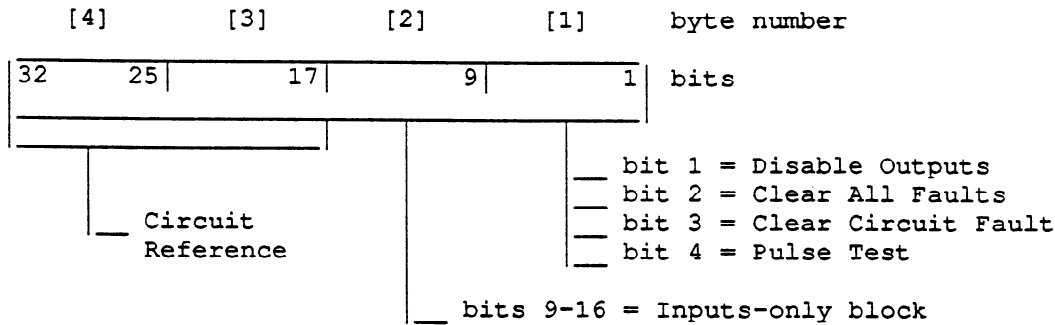 [4] [3] [2] [1] byte number
32 25 17 9 1 bits
bit 1 = Disable Outputs
bit 2 = Clear All Faults
bit 3 = Clear Circuit Fault
bit 4 = Pulse Test
Circuit
Reference
bits 9-16 = Inputs-only block